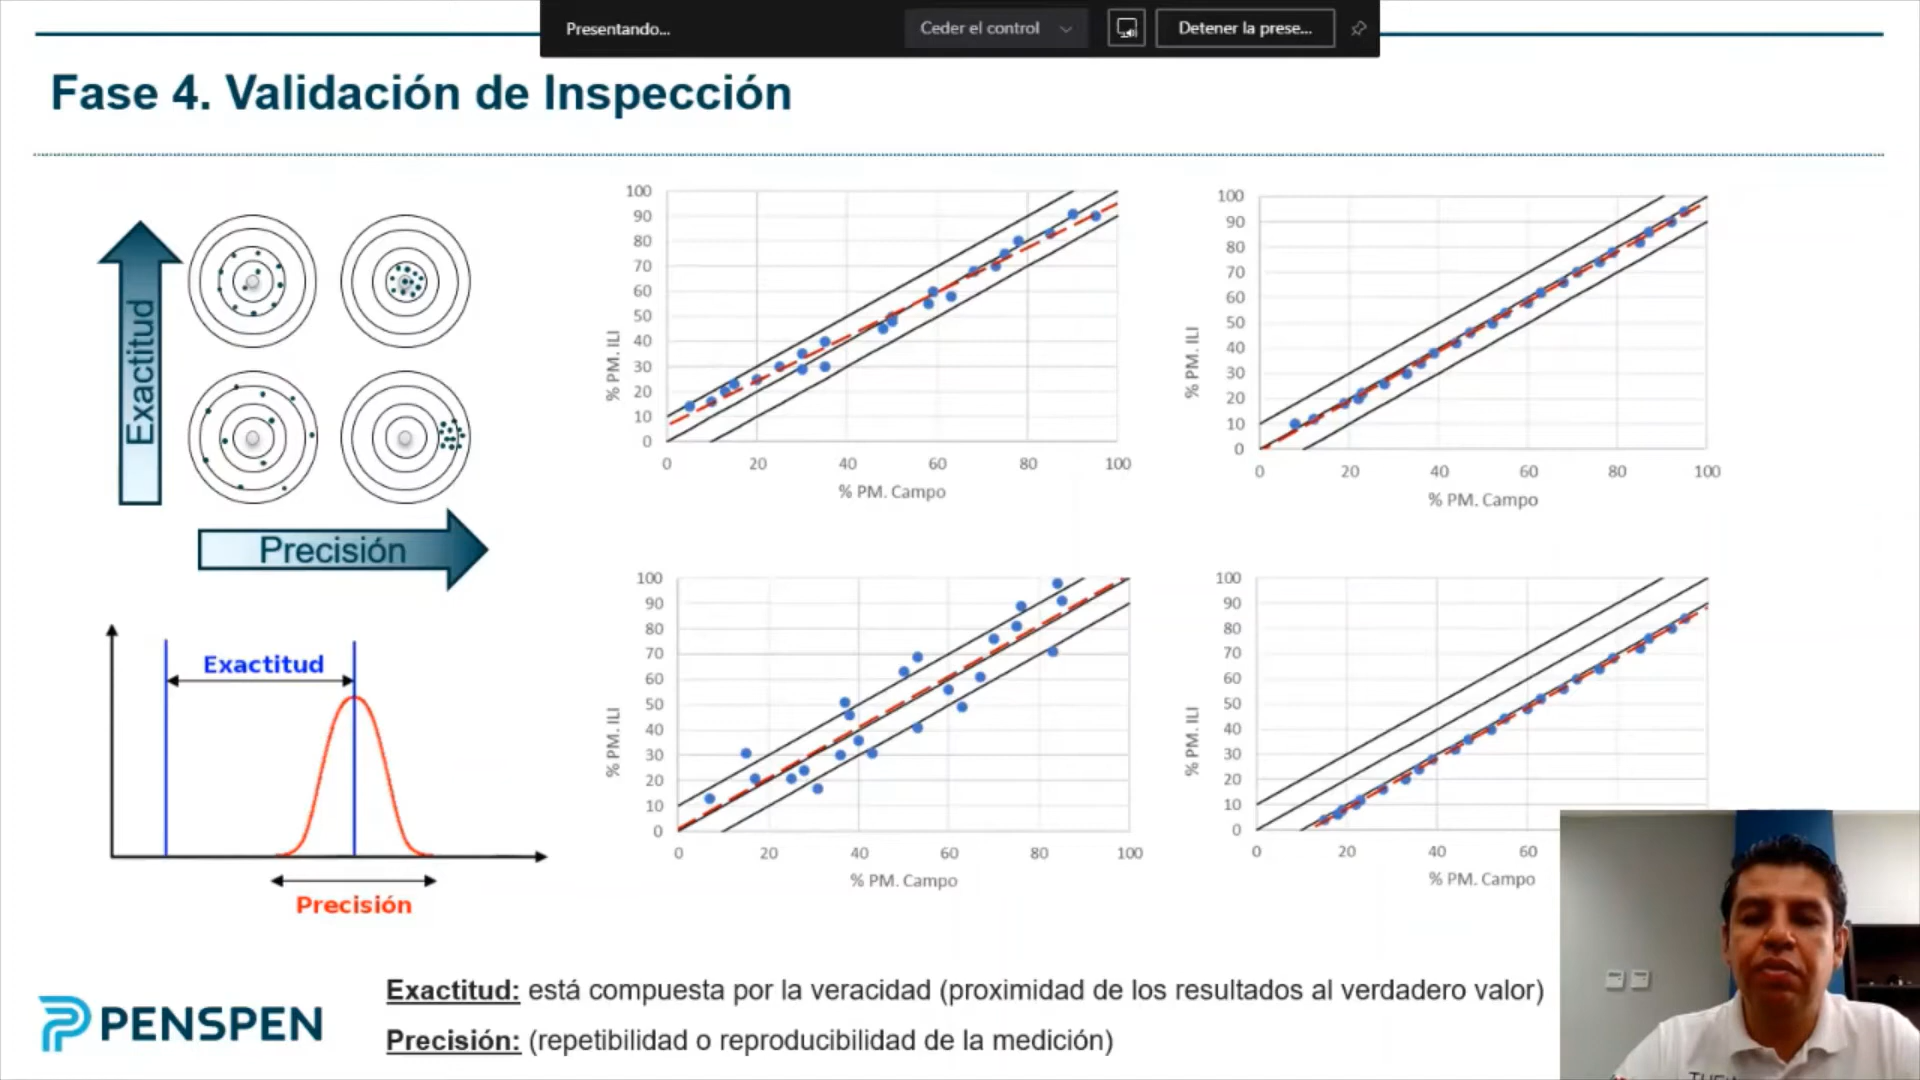 Presentando...
Ceder el control
Detener la prese...
Fase 4. Validación de Inspección
Exactitud
Precisión
Exactitud
Precisión
100
90
80
70
60
50
40
30
20
10
0
% PM. ILI
0 20 40 60 80 100
% PM. Campo
100
90
80
70
60
50
40
30
20
10
0
% PM. ILI
0 20 40 60 80 100
% PM. Campo
100
90
80
70
60
50
40
30
20
10
0
% PM. ILI
0 20 40 60 80 100
% PM. Campo
100
90
80
70
60
50
40
30
20
10
0
% PM. ILI
0 20 40 60
% PM. Campo
PENSPEN
Exactitud: está compuesta por la veracidad (proximidad de los resultados al verdadero valor)
Precisión: (repetibilidad o reproducibilidad de la medición)